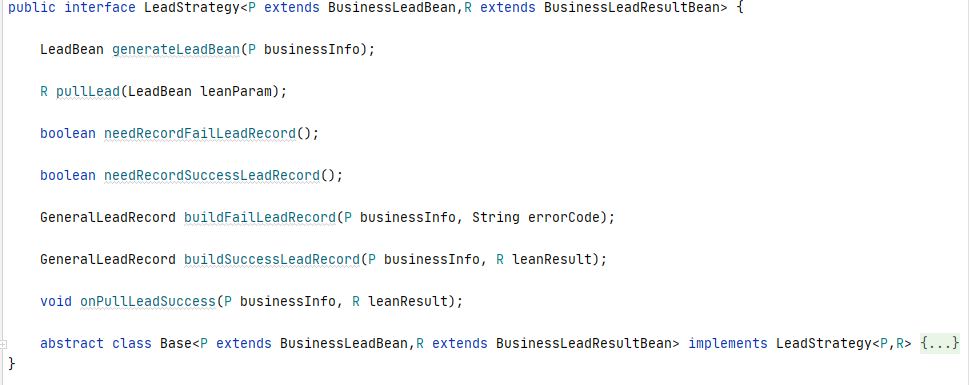 public interface LeadStrategy<P extends BusinessLeadBean,R extends BusinessLeadResultBean> {
LeadBean generateLeadBean(P businessInfo);
R pullLead(LeadBean leanParam);
boolean needRecordFailLeadRecord();
boolean needRecordSuccessLeadRecord();
GeneralLeadRecord buildFailLeadRecord(P businessInfo, String errorCode);
GeneralLeadRecord buildSuccessLeadRecord(P businessInfo, R leanResult);
void onPullLeadSuccess(P businessInfo, R leanResult);
abstract class Base<P extends BusinessLeadBean,R extends BusinessLeadResultBean> implements LeadStrategy<P,R> {...}
}